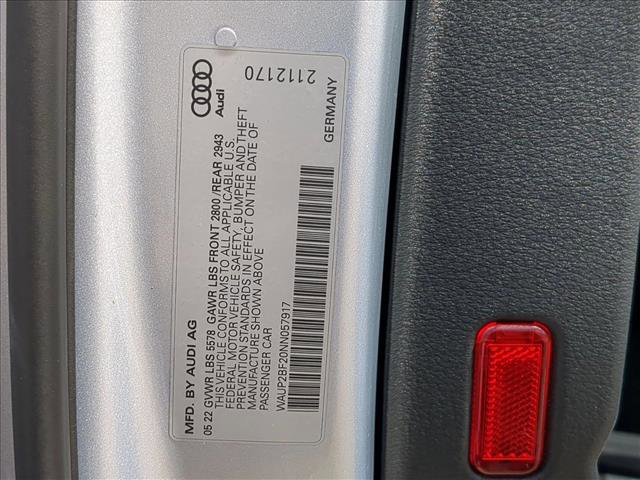 MFD. BY AUDI AG
05 22 GVWR LBS 5578 GAWR LBS FRONT 2800 /REAR 2943
THIS VEHICLE CONFORMS TO ALL APPLICABLE U.S.
FEDERAL MOTOR VEHICLE SAFETY, BUMPER AND THEFT
PREVENTION STANDARDS IN EFFECT ON THE DATE OF
MANUFACTURE SHOWN ABOVE
PASSENGER CAR
WAUP2BF20NN057917
GERMANY
Audi
2112170